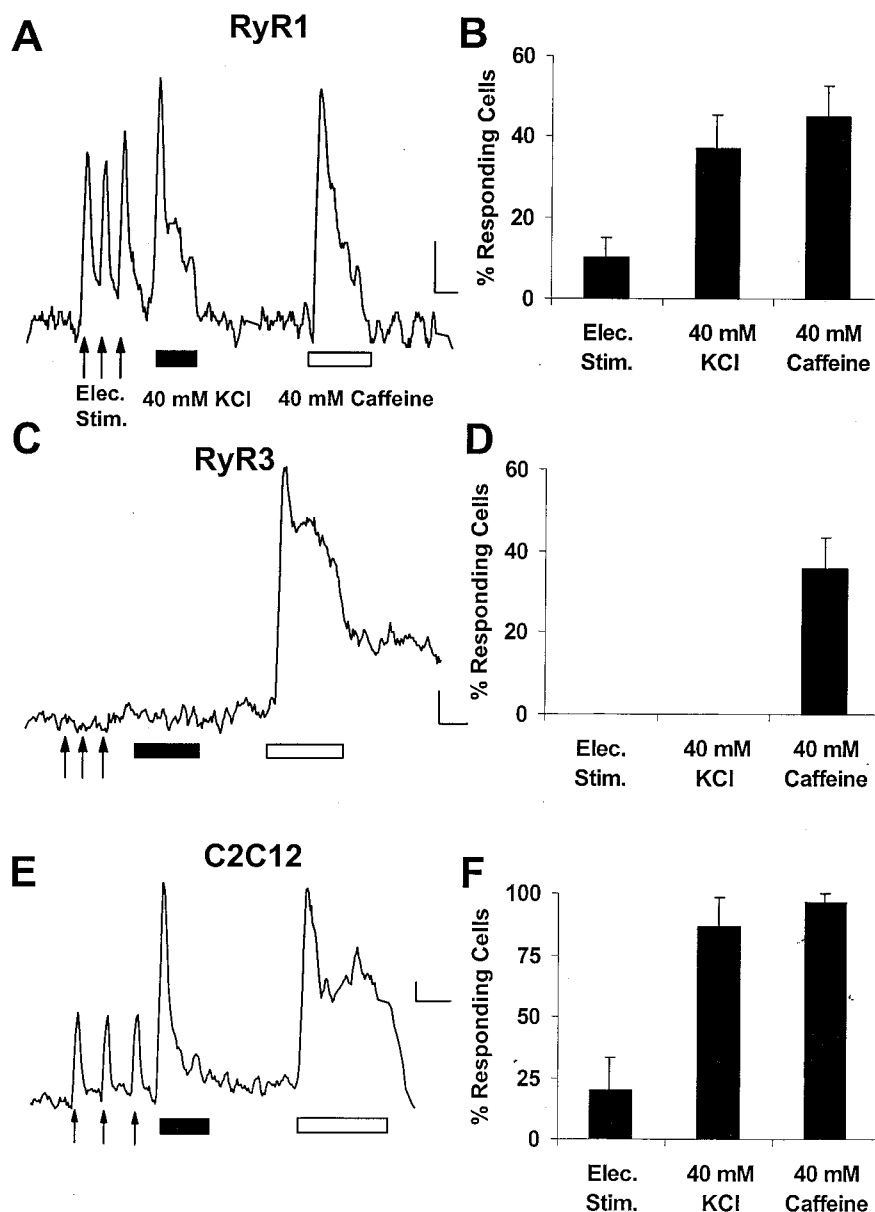 A
RyR1
Elec.
Stim.
40 mM KCl
40 mM Caffeine
B
% Responding Cells
60
40
20
0
Elec.
Stim.
40 mM
KCl
40 mM
Caffeine
C
RyR3
D
% Responding Cells
60
40
20
0
Elec.
Stim.
40 mM
KCl
40 mM
Caffeine
E
C2C12
F
% Responding Cells
100
75
50
25
0
Elec.
Stim.
40 mM
KCl
40 mM
Caffeine